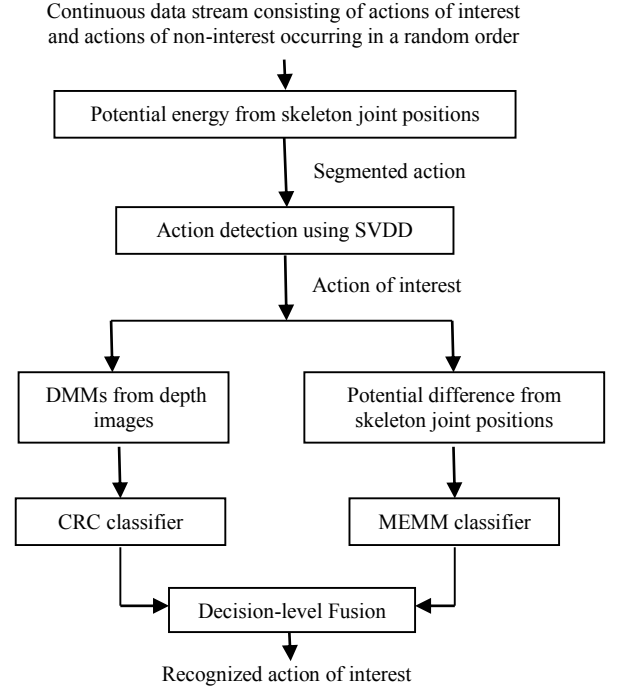 Continuous data stream consisting of actions of interest
and actions of non-interest occurring in a random order
Potential energy from skeleton joint positions
Segmented action
Action detection using SVDD
Action of interest
DMMs from depth
images
Potential difference from
skeleton joint positions
CRC classifier
MEMM classifier
Decision-level Fusion
Recognized action of interest